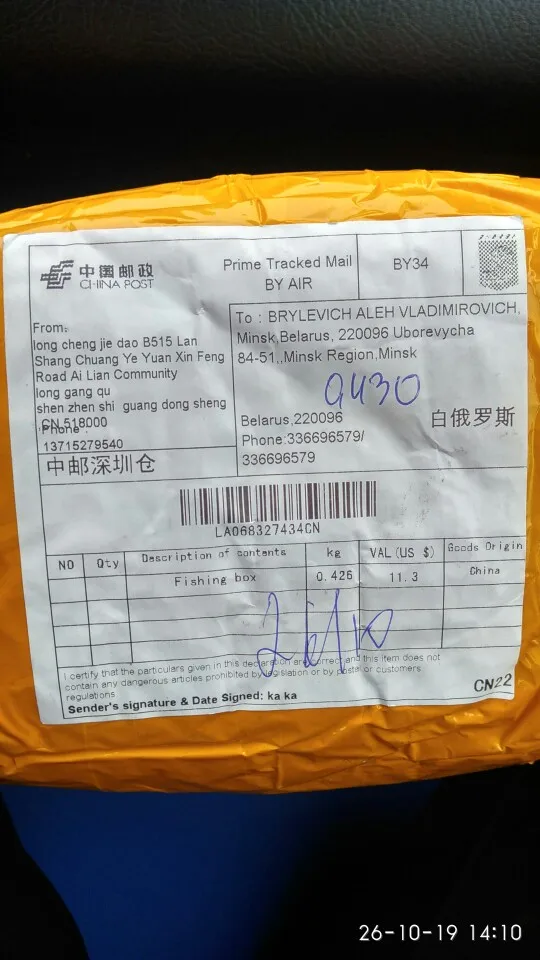 中国邮政
CHINA POST
Prime Tracked Mail
BY AIR
BY34
From:
long cheng jie dao B515 Lan
Shang Chuang Ye Yuan Xin Feng
Road Ai Lian Community
long gang qu
shen zhen shi guang dong sheng
CN 518000
Phone:
13715279540
中邮深圳仓
To : BRYLEVICH ALEH VLADIMIROVICH,
Minsk,Belarus, 220096 Uborevycha
84-51,,Minsk Region,Minsk
9430
Belarus,220096
白俄罗斯
Phone:336696579/
336696579
LA068327434CN
NO Qty Description of contents kg VAL (US $) Goods Origin
Fishing box 0.426 11.3 China
26/10
I certify that the particulars given in this declaration are correct and this item does not
contain any dangerous articles prohibited by legislation or by postal or customers
regulations
Sender's signature & Date Signed: ka ka
CN22
26-10-19 14:10